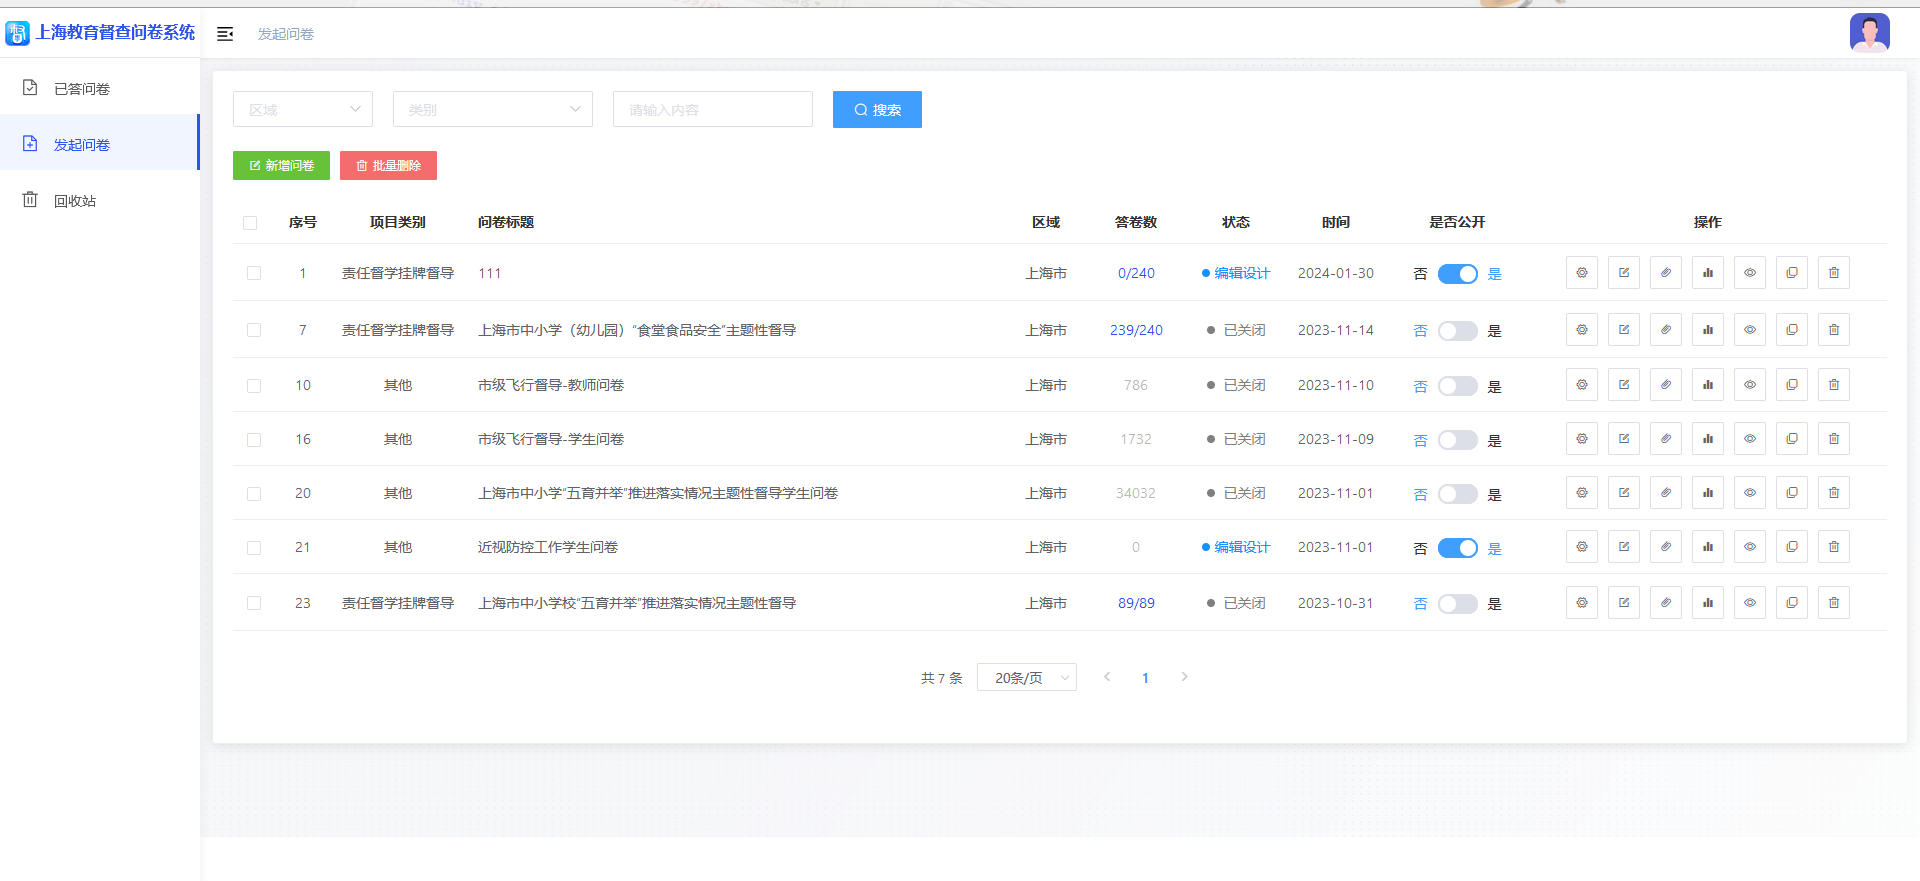 上海教育督查问卷系统
发起问卷
已答问卷
发起问卷
回收站
区域 类别 请输入内容 搜索
新增问卷 批量删除
序号 项目类别 问卷标题 区域 答卷数 状态 时间 是否公开 操作
1 责任督学挂牌督导 111 上海市 0/240 编辑设计 2024-01-30 否 是
7 责任督学挂牌督导 上海市中小学（幼儿园）“食堂食品安全”主题性督导 上海市 239/240 已关闭 2023-11-14 否 是
10 其他 市级飞行督导-教师问卷 上海市 786 已关闭 2023-11-10 否 是
16 其他 市级飞行督导-学生问卷 上海市 1732 已关闭 2023-11-09 否 是
20 其他 上海市中小学“五育并举”推进落实情况主题性督导学生问卷 上海市 34032 已关闭 2023-11-01 否 是
21 其他 近视防控工作学生问卷 上海市 0 编辑设计 2023-11-01 否 是
23 责任督学挂牌督导 上海市中小学校“五育并举”推进落实情况主题性督导 上海市 89/89 已关闭 2023-10-31 否 是
共 7 条 20条/页 1